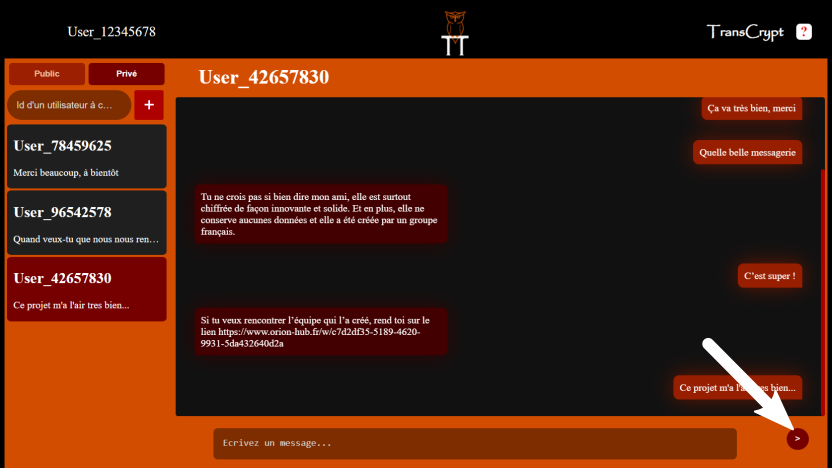 User_12345678
TT
TransCrypt ?
Public Privé
User_42657830
Id d'un utilisateur à c... +
User_78459625
Merci beaucoup, à bientôt
User_96542578
Quand veux-tu que nous nous ren...
User_42657830
Ce projet m'a l'air tres bien...
Ça va très bien, merci
Quelle belle messagerie
Tu ne crois pas si bien dire mon ami, elle est surtout
chiffrée de façon innovante et solide. Et en plus, elle ne
conserve aucunes données et elle a été créée par un groupe
français.
C'est super !
Si tu veux rencontrer l'équipe qui l'a créé, rend toi sur le
lien https://www.orion-hub.fr/w/c7d2df35-5189-4620-
9931-5da432640d2a
Ce projet m'a l'air tres bien...
Ecrivez un message...
>